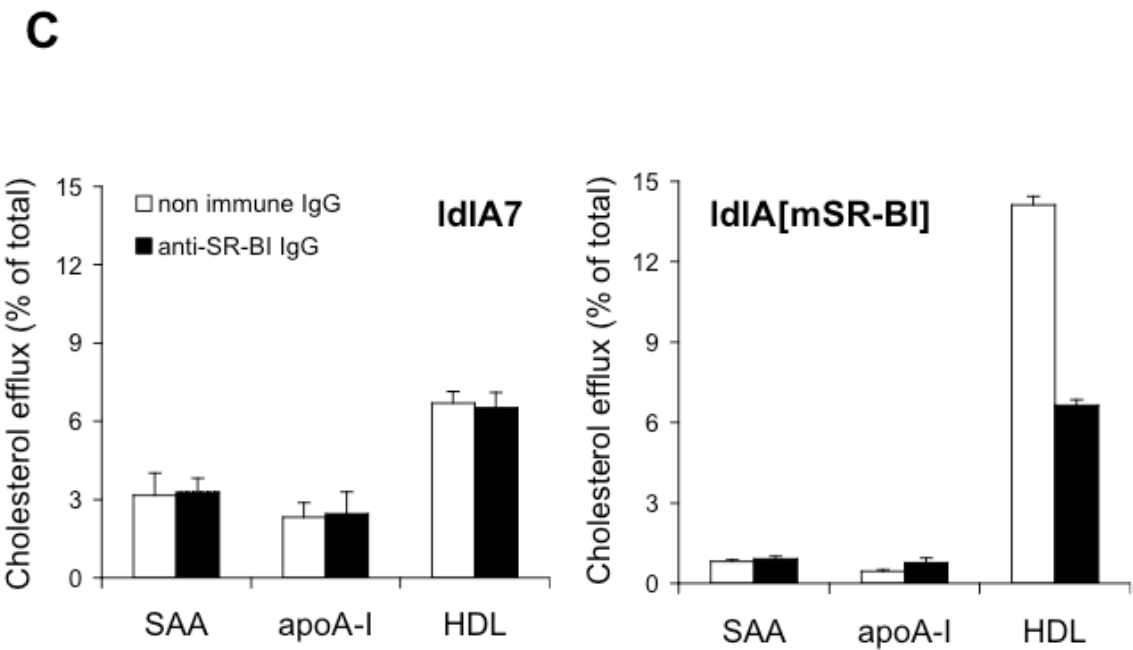 C
Cholesterol efflux (% of total)
15
12
9
6
3
0
non immune IgG
anti-SR-BI IgG
ldlA7
SAA apoA-I HDL
Cholesterol efflux (% of total)
15
12
9
6
3
0
ldlA[mSR-BI]
SAA apoA-I HDL